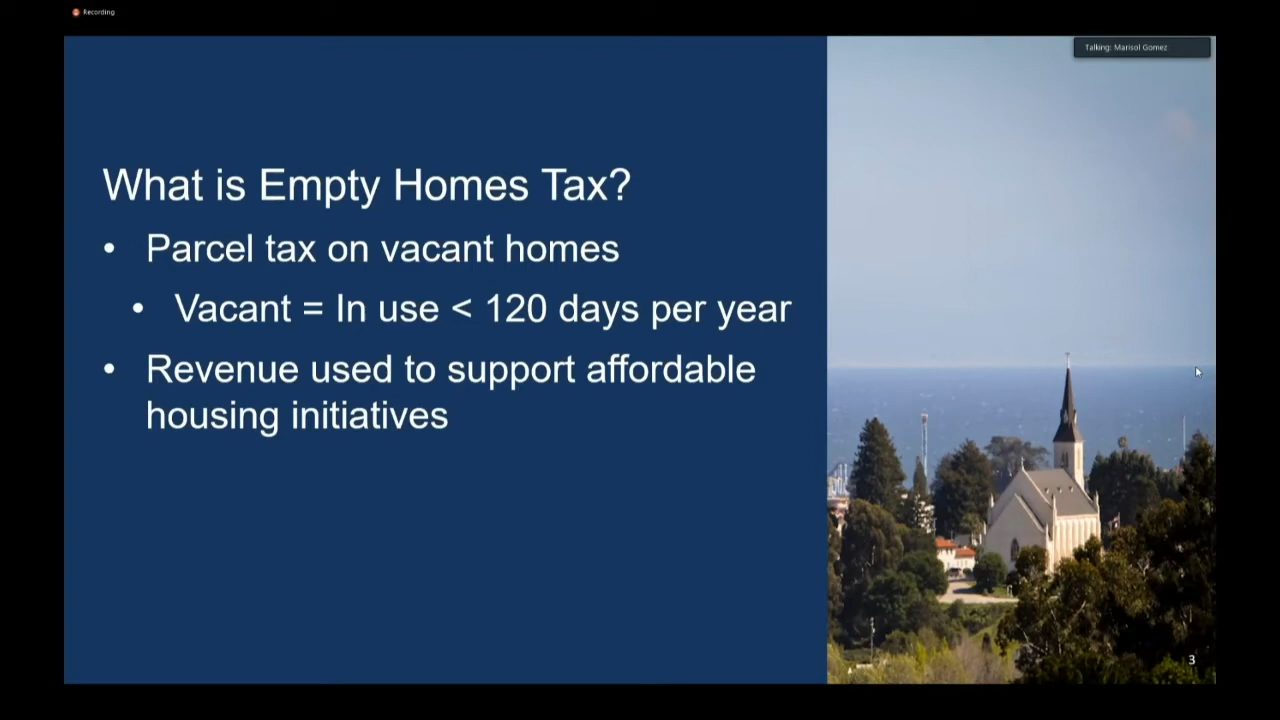 Recording
Talking: Marisol Gomez
What is Empty Homes Tax?
• Parcel tax on vacant homes
• Vacant = In use < 120 days per year
• Revenue used to support affordable
housing initiatives
3